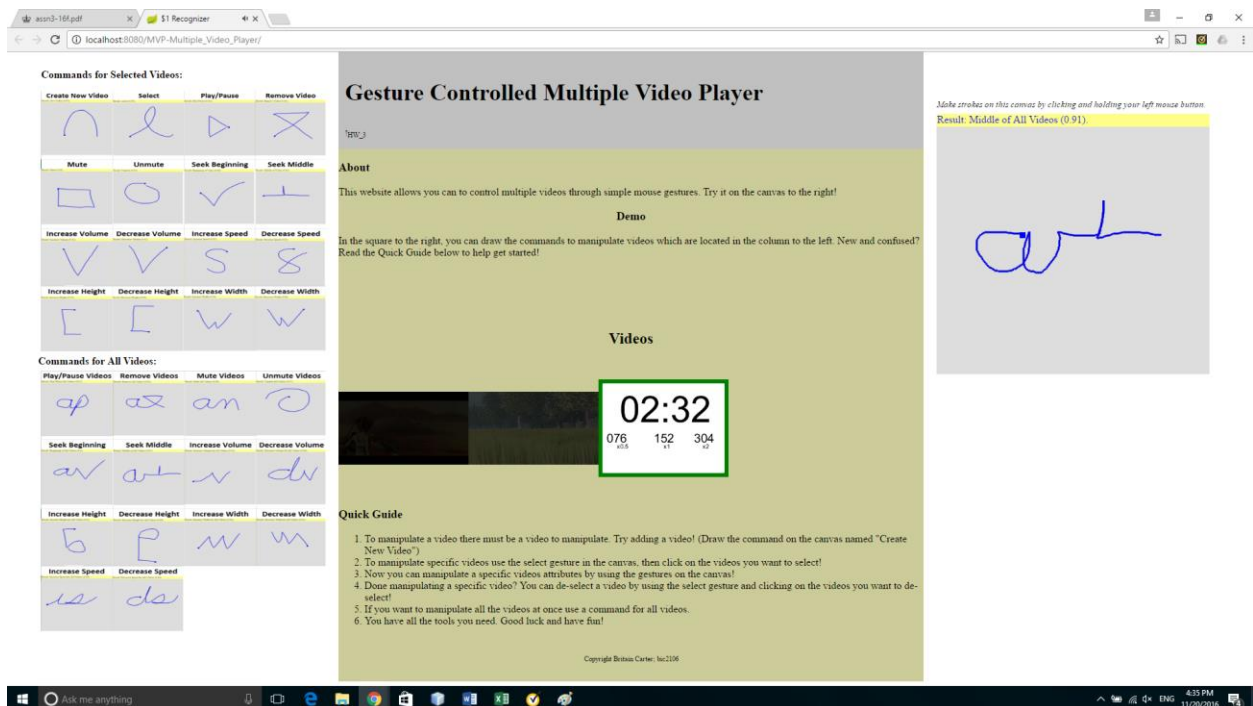 assn3-16f.pdf
$1 Recognizer
localhost:8080/MVP-Multiple_Video_Player/
Commands for Selected Videos:
Create New Video Select Play/Pause Remove Video
Mute Unmute Seek Beginning Seek Middle
Increase Volume Decrease Volume Increase Speed Decrease Speed
Increase Height Decrease Height Increase Width Decrease Width
Commands for All Videos:
Play/Pause Videos Remove Videos Mute Videos Unmute Videos
Seek Beginning Seek Middle Increase Volume Decrease Volume
Increase Height Decrease Height Increase Width Decrease Width
Increase Speed Decrease Speed
Gesture Controlled Multiple Video Player
HW_3
About
This website allows you can to control multiple videos through simple mouse gestures. Try it on the canvas to the right!
Demo
In the square to the right, you can draw the commands to manipulate videos which are located in the column to the left. New and confused?
Read the Quick Guide below to help get started!
Videos
02:32
076 152 304
x0.5 x1 x2
Quick Guide
1. To manipulate a video there must be a video to manipulate. Try adding a video! (Draw the command on the canvas named "Create
New Video")
2. To manipulate specific videos use the select gesture in the canvas, then click on the videos you want to select!
3. Now you can manipulate a specific videos attributes by using the gestures on the canvas!
4. Done manipulating a specific video? You can de-select a video by using the select gesture and clicking on the videos you want to de-
select!
5. If you want to manipulate all the videos at once use a command for all videos.
6. You have all the tools you need. Good luck and have fun!
Copyright Britain Carter; bic2106
Make strokes on this canvas by clicking and holding your left mouse button.
Result: Middle of All Videos (0.91).
Ask me anything
ENG
4:35 PM
11/20/2016